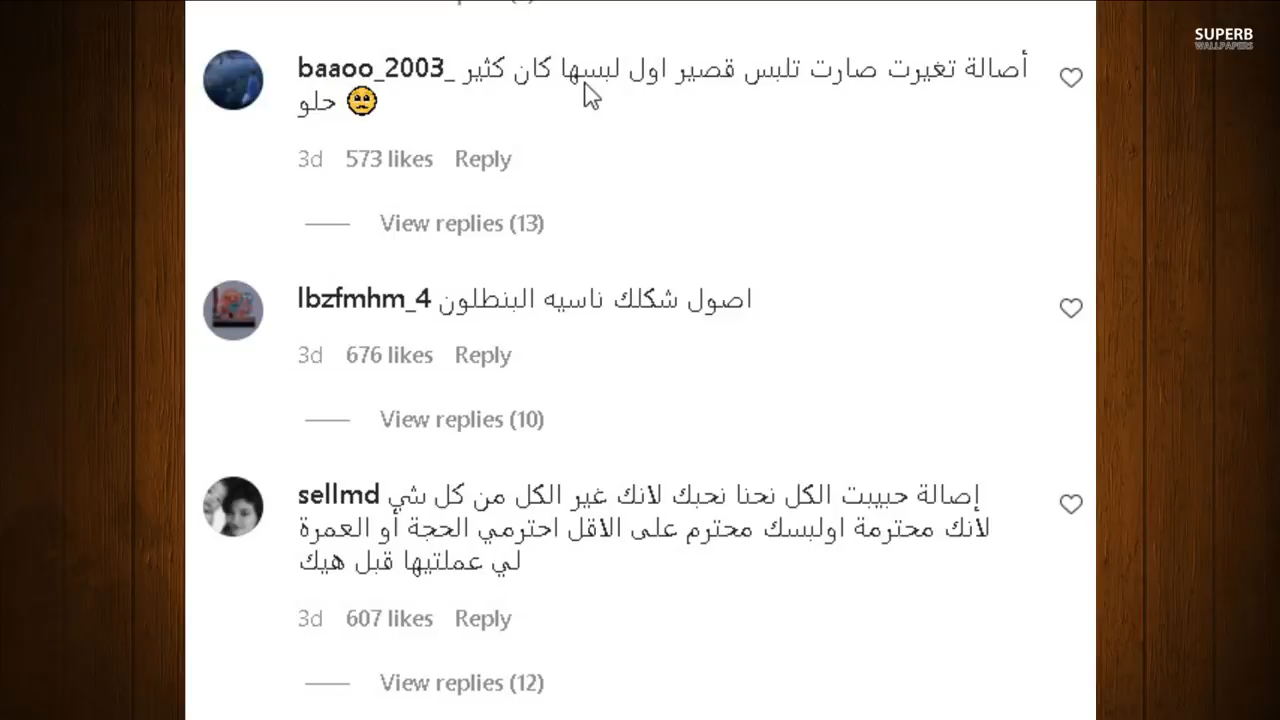 SUPERB
WALLPAPERS
baaoo_2003_ أصالة تغيرت صارت تلبس قصير اول لبسها كان كثير
حلو 🥺
3d 573 likes Reply
View replies (13)
lbzfmhm_4 اصول شكلك ناسيه البنطلون
3d 676 likes Reply
View replies (10)
sellmd إصالة حبيبت الكل نحنا نحبك لانك غير الكل من كل شي
لأنك محترمة اولبسك محترم على الاقل احترمي الحجة أو العمرة
لي عملتيها قبل هيك
3d 607 likes Reply
View replies (12)